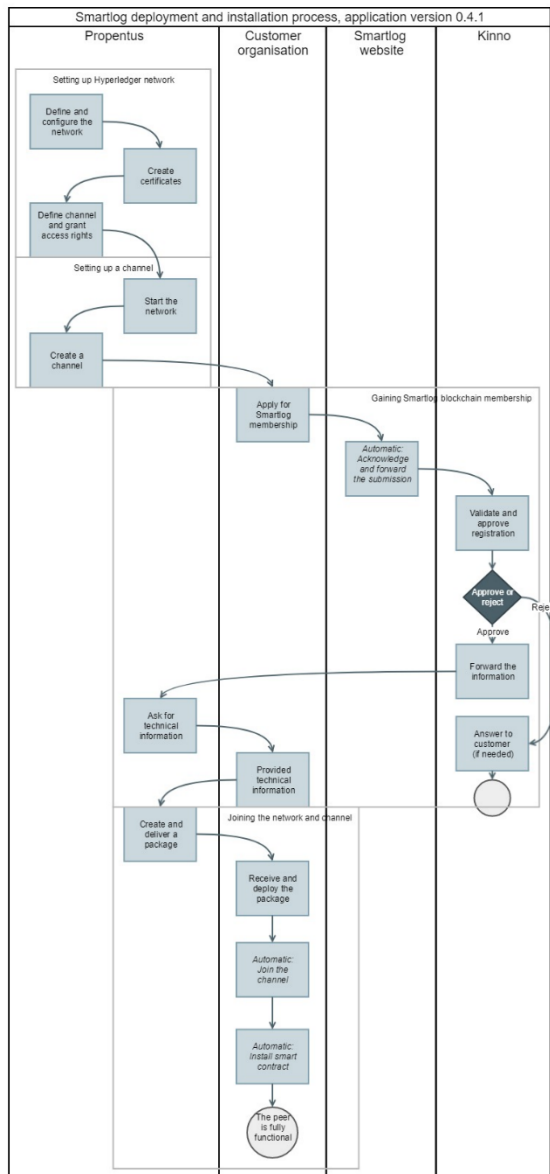 Smartlog deployment and installation process, application version 0.4.1
Propentus
Customer
organisation
Smartlog
website
Kinno
Setting up Hyperledger network
Define and
configure the
network
Create
certificates
Define channel
and grant
access rights
Setting up a channel
Start the
network
Create a
channel
Gaining Smartlog blockchain membership
Apply for
Smartlog
membership
Automatic:
Acknowledge
and forward
the submission
Validate and
approve
registration
Approve or
reject
Reje
Approve
Forward the
information
Ask for
technical
information
Answer to
customer
(if needed)
Provided
technical
information
Joining the network and channel
Create and
deliver a
package
Receive and
deploy the
package
Automatic:
Join the
channel
Automatic:
Install smart
contract
The peer
is fully
functional